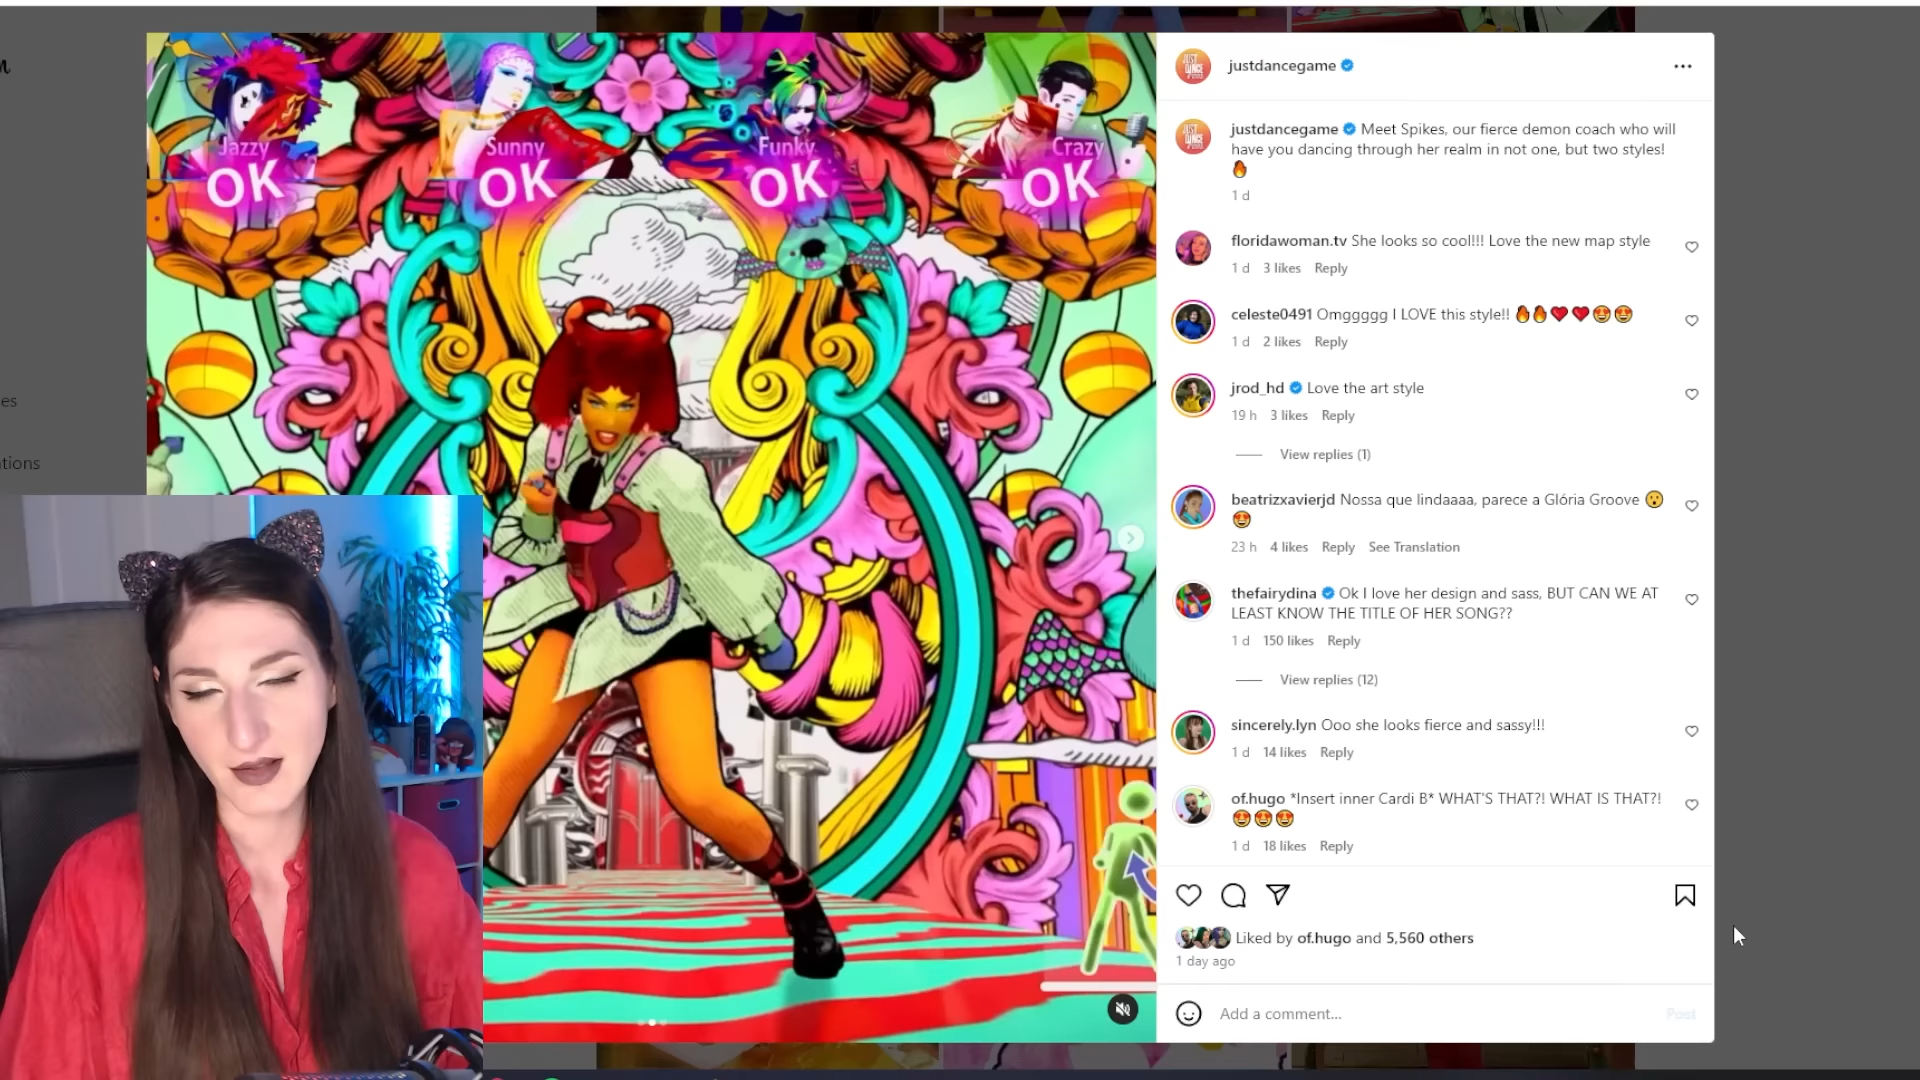 Jazzy
OK
Sunny
OK
Funky
OK
Crazy
OK
es
tions
justdancegame
justdancegame Meet Spikes, our fierce demon coach who will
have you dancing through her realm in not one, but two styles!
🔥
1 d
floridawoman.tv She looks so cool!!! Love the new map style
1 d 3 likes Reply
celeste0491 Omggggg I LOVE this style!! 🔥🔥❤️❤️🤩🤩
1 d 2 likes Reply
jrod_hd Love the art style
19 h 3 likes Reply
View replies (1)
beatrizxavierjd Nossa que lindaaaa, parece a Glória Groove 😮
🤩
23 h 4 likes Reply See Translation
thefairydina Ok I love her design and sass, BUT CAN WE AT
LEAST KNOW THE TITLE OF HER SONG??
1 d 150 likes Reply
View replies (12)
sincerely.lyn Ooo she looks fierce and sassy!!!
1 d 14 likes Reply
of.hugo *Insert inner Cardi B* WHAT'S THAT?! WHAT IS THAT?!
🤩🤩🤩
1 d 18 likes Reply
Liked by of.hugo and 5,560 others
1 day ago
Add a comment...
Post